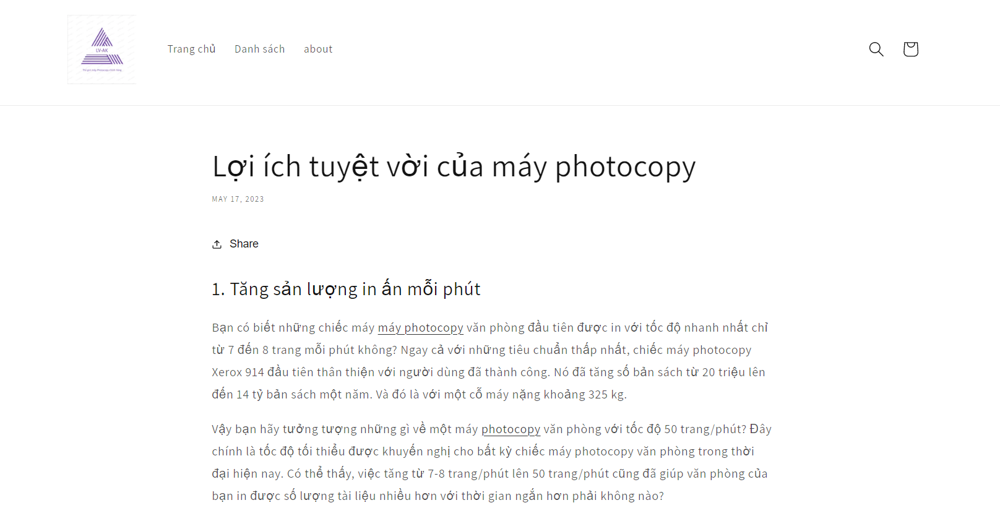 LV-AK
Thế giới máy Photocopy chính hãng
Trang chủ
Danh sách
about
Lợi ích tuyệt vời của máy photocopy
MAY 17, 2023
Share
1. Tăng sản lượng in ấn mỗi phút
Bạn có biết những chiếc máy máy photocopy văn phòng đầu tiên được in với tốc độ nhanh nhất chỉ
từ 7 đến 8 trang mỗi phút không? Ngay cả với những tiêu chuẩn thấp nhất, chiếc máy photocopy
Xerox 914 đầu tiên thân thiện với người dùng đã thành công. Nó đã tăng số bản sách từ 20 triệu lên
đến 14 tỷ bản sách một năm. Và đó là với một cỗ máy nặng khoảng 325 kg.
Vậy bạn hãy tưởng tượng những gì về một máy photocopy văn phòng với tốc độ 50 trang/phút? Đây
chính là tốc độ tối thiểu được khuyến nghị cho bất kỳ chiếc máy photocopy văn phòng trong thời
đại hiện nay. Có thể thấy, việc tăng từ 7-8 trang/phút lên 50 trang/phút cũng đã giúp văn phòng của
bạn in được số lượng tài liệu nhiều hơn với thời gian ngắn hơn phải không nào?